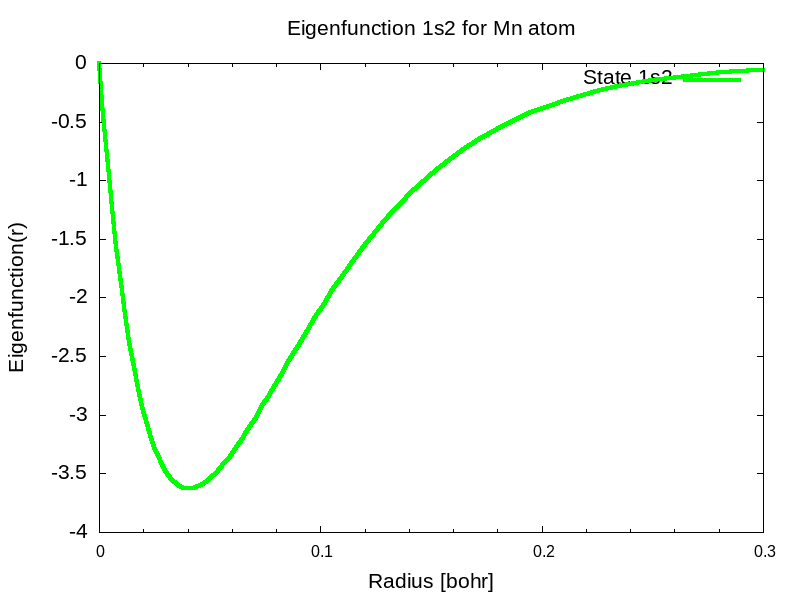 Eigenfunction 1s2 for Mn atom
State 1s2
0
-0.5
-1
-1.5
-2
-2.5
-3
-3.5
-4
Eigenfunction(r)
0 0.1 0.2 0.3
Radius [bohr]